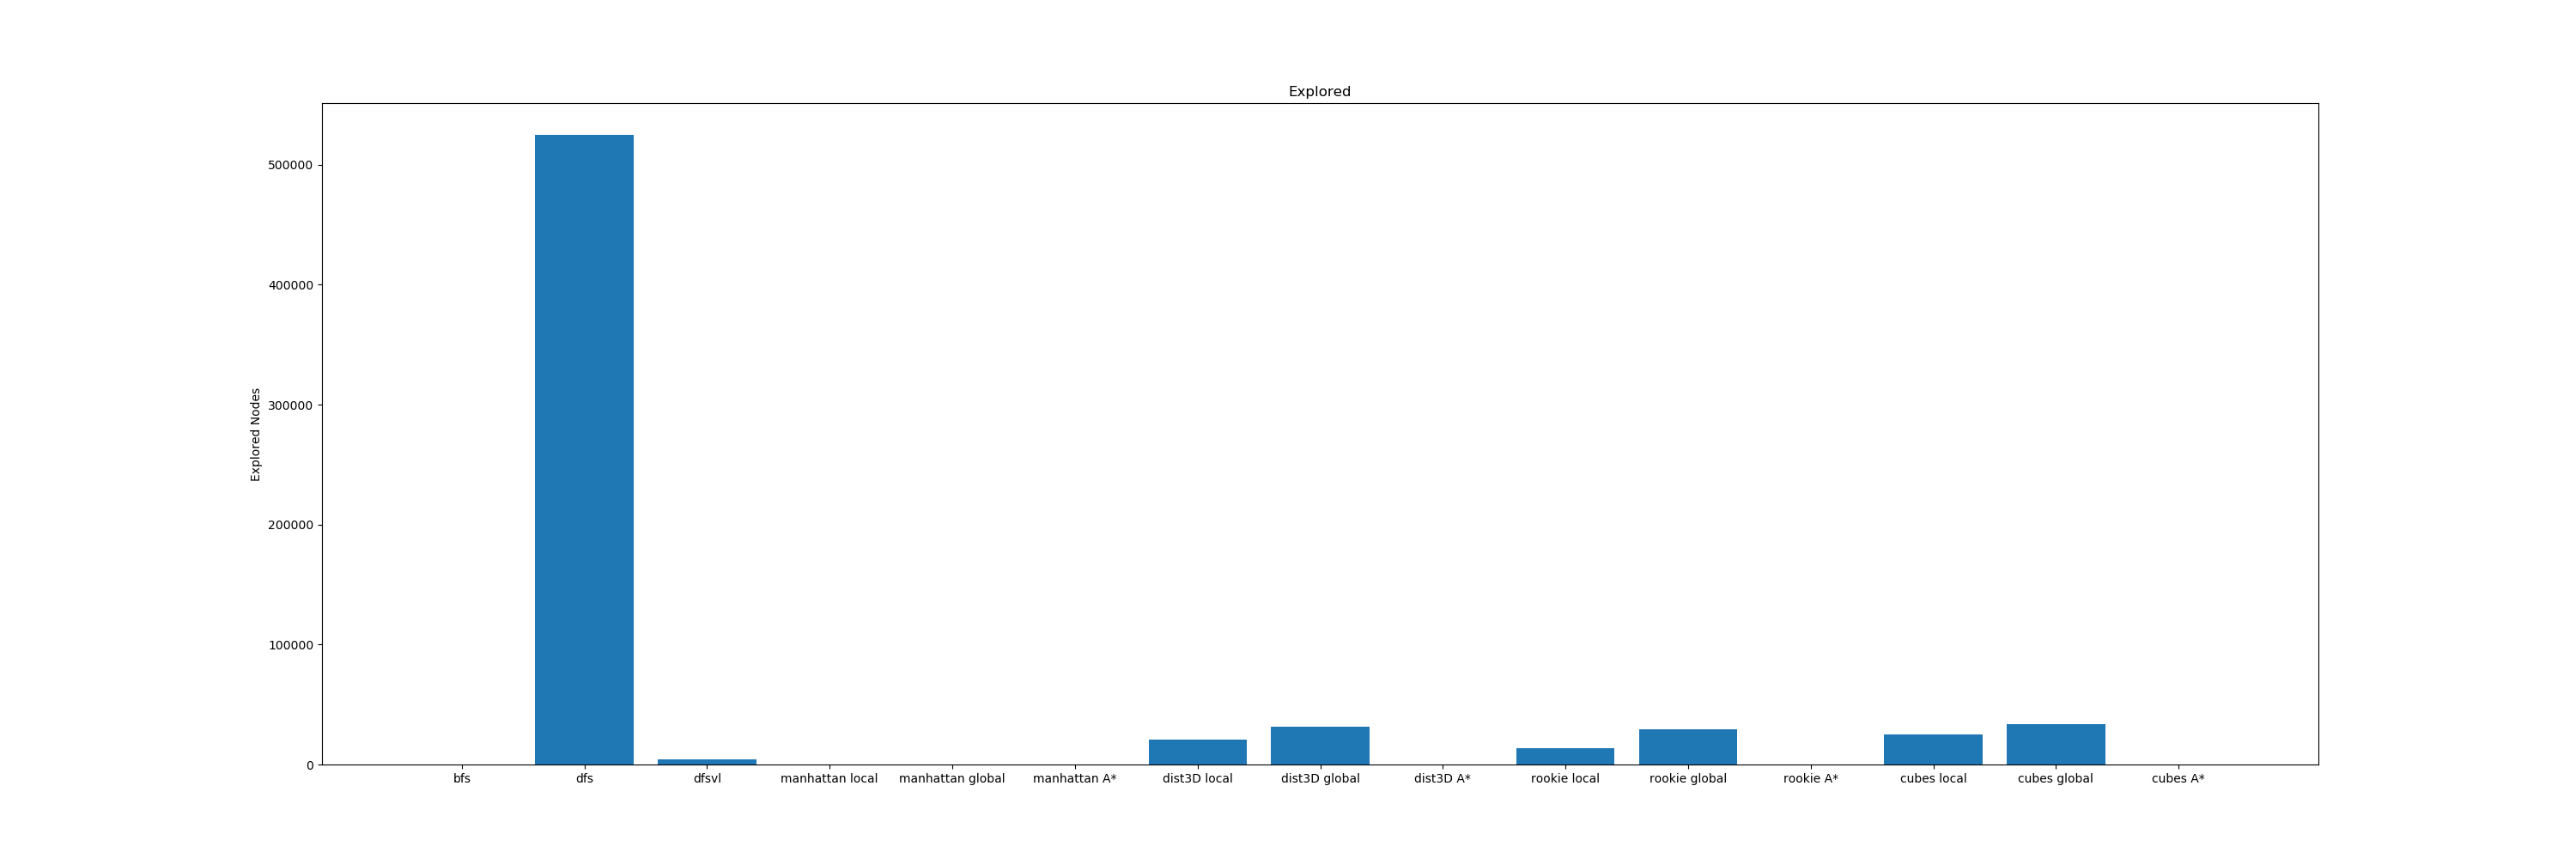 Explored
Explored Nodes
500000
400000
300000
200000
100000
0
bfs
dfs
dfsvl
manhattan local
manhattan global
manhattan A*
dist3D local
dist3D global
dist3D A*
rookie local
rookie global
rookie A*
cubes local
cubes global
cubes A*